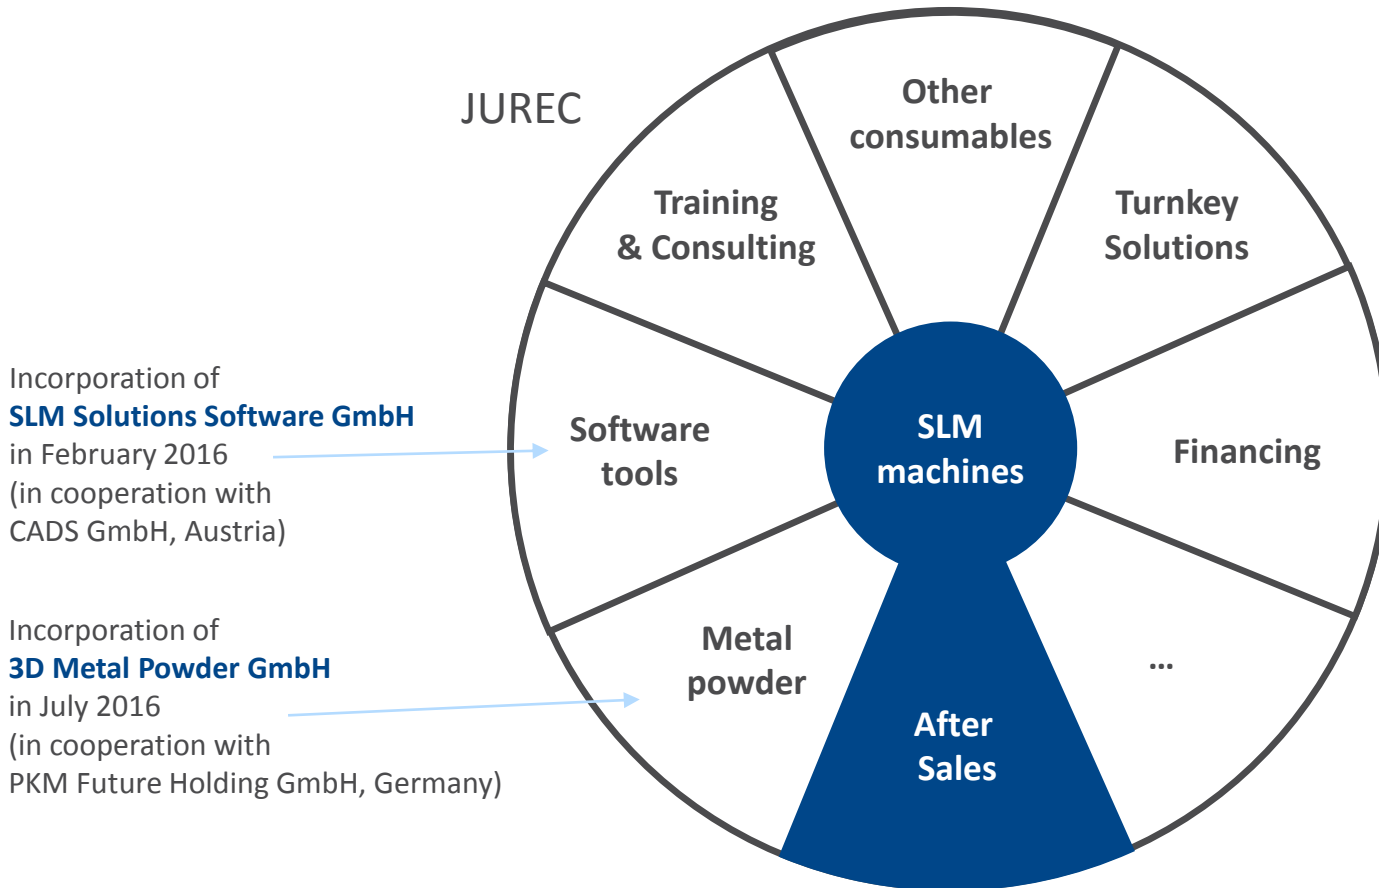 JUREC
Other
consumables
Training
& Consulting
Turnkey
Solutions
Incorporation of
SLM Solutions Software GmbH
in February 2016
(in cooperation with
CADS GmbH, Austria)
Software
tools
SLM
machines
Financing
Incorporation of
3D Metal Powder GmbH
in July 2016
(in cooperation with
PKM Future Holding GmbH, Germany)
Metal
powder
After
Sales
...